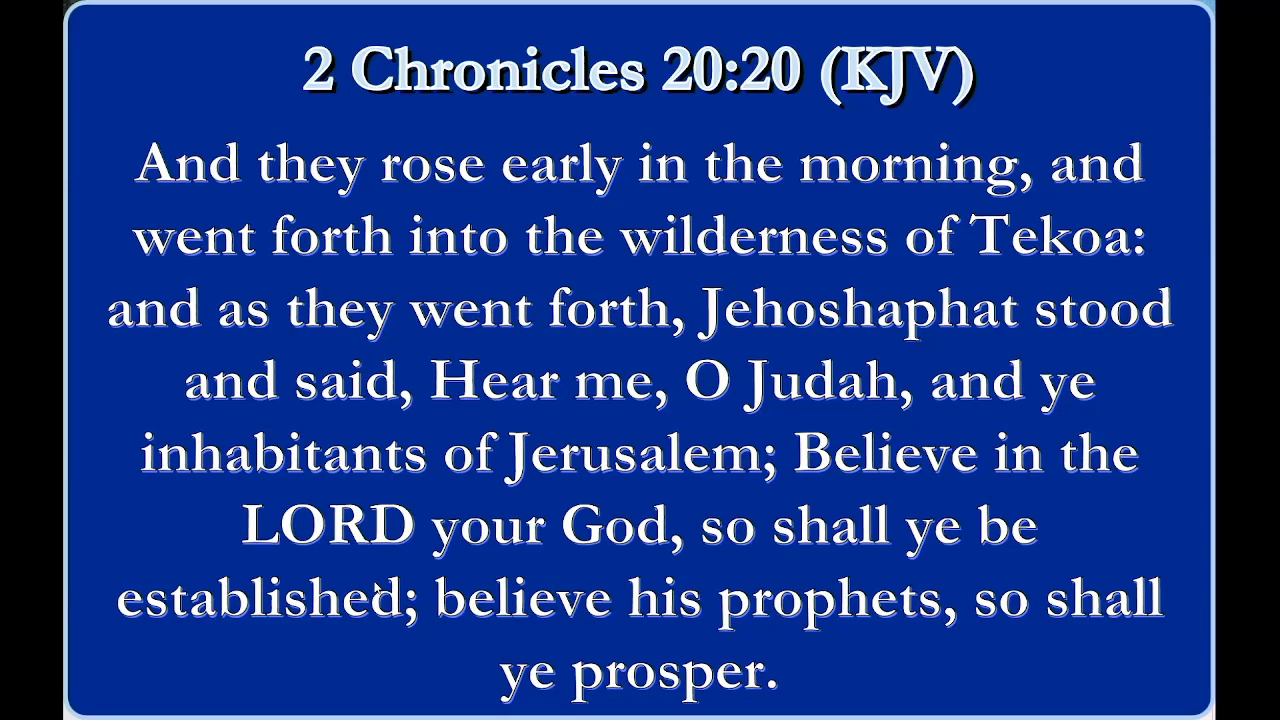 2 Chronicles 20:20 (KJV)
And they rose early in the morning, and
went forth into the wilderness of Tekoa:
and as they went forth, Jehoshaphat stood
and said, Hear me, O Judah, and ye
inhabitants of Jerusalem; Believe in the
LORD your God, so shall ye be
established; believe his prophets, so shall
ye prosper.